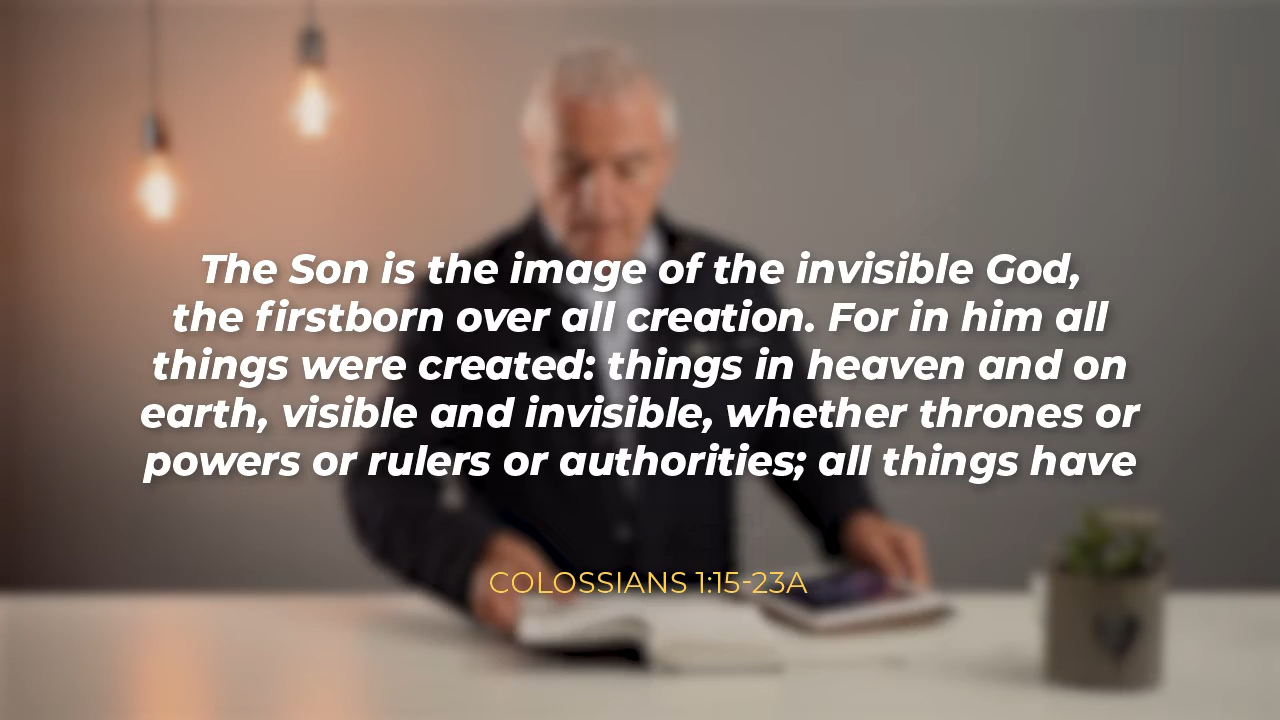 The Son is the image of the invisible God,
the firstborn over all creation. For in him all
things were created: things in heaven and on
earth, visible and invisible, whether thrones or
powers or rulers or authorities; all things have
COLOSSIANS 1:15-23A